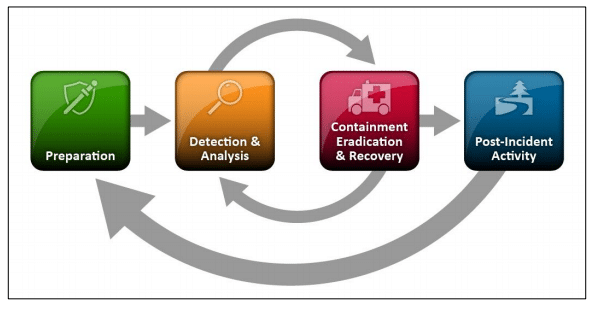 Preparation
Detection &
Analysis
Containment
Eradication
& Recovery
Post-Incident
Activity